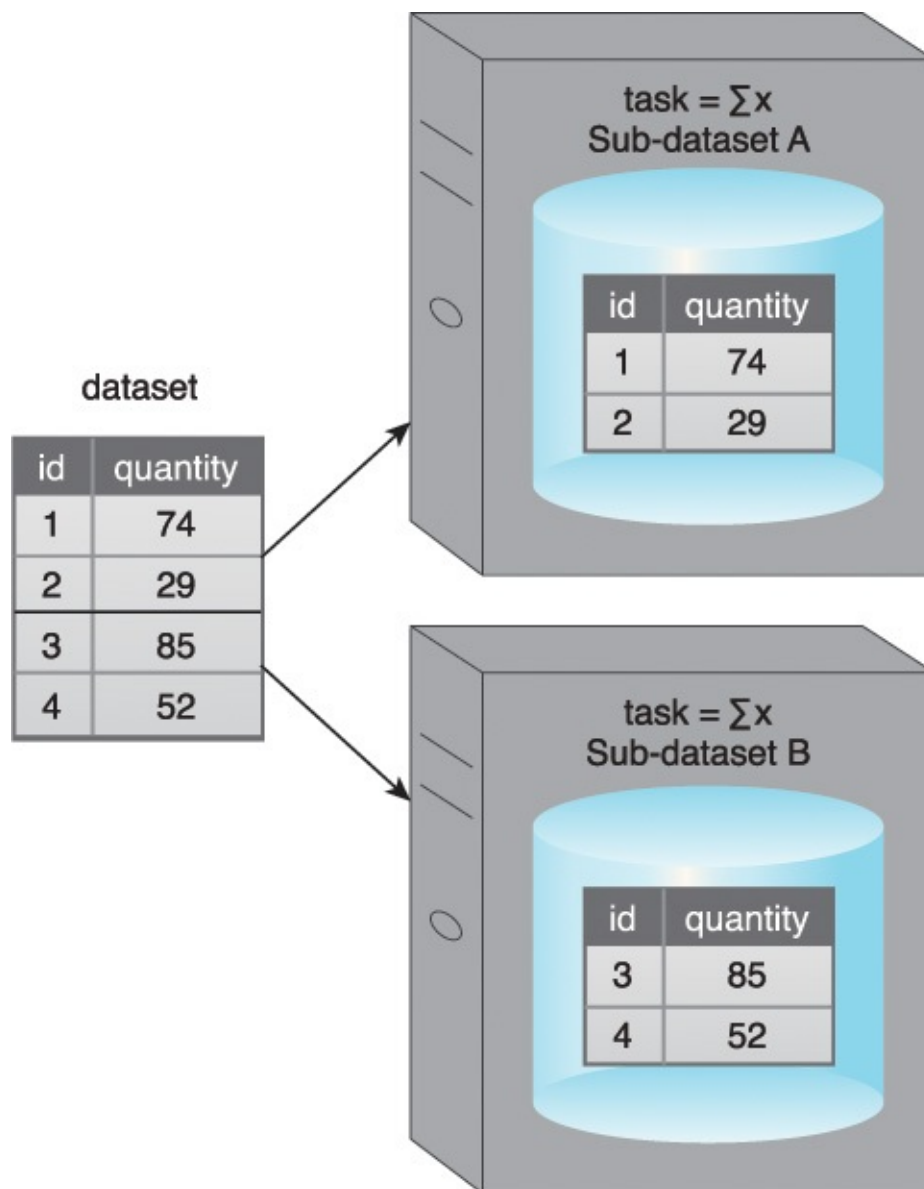 task = ∑x
Sub-dataset A
id quantity
1 74
2 29
dataset
id quantity
1 74
2 29
3 85
4 52
task = ∑x
Sub-dataset B
id quantity
3 85
4 52